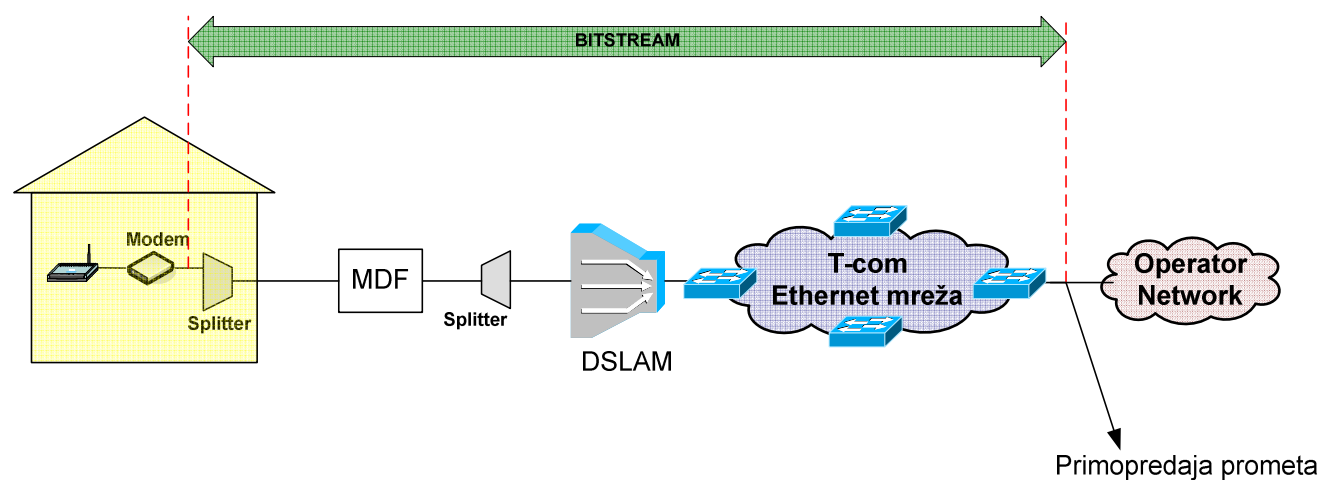 BITSTREAM
Modem
Splitter
MDF
Splitter
DSLAM
T-com
Ethernet mreža
Operator
Network
Primopredaja prometa